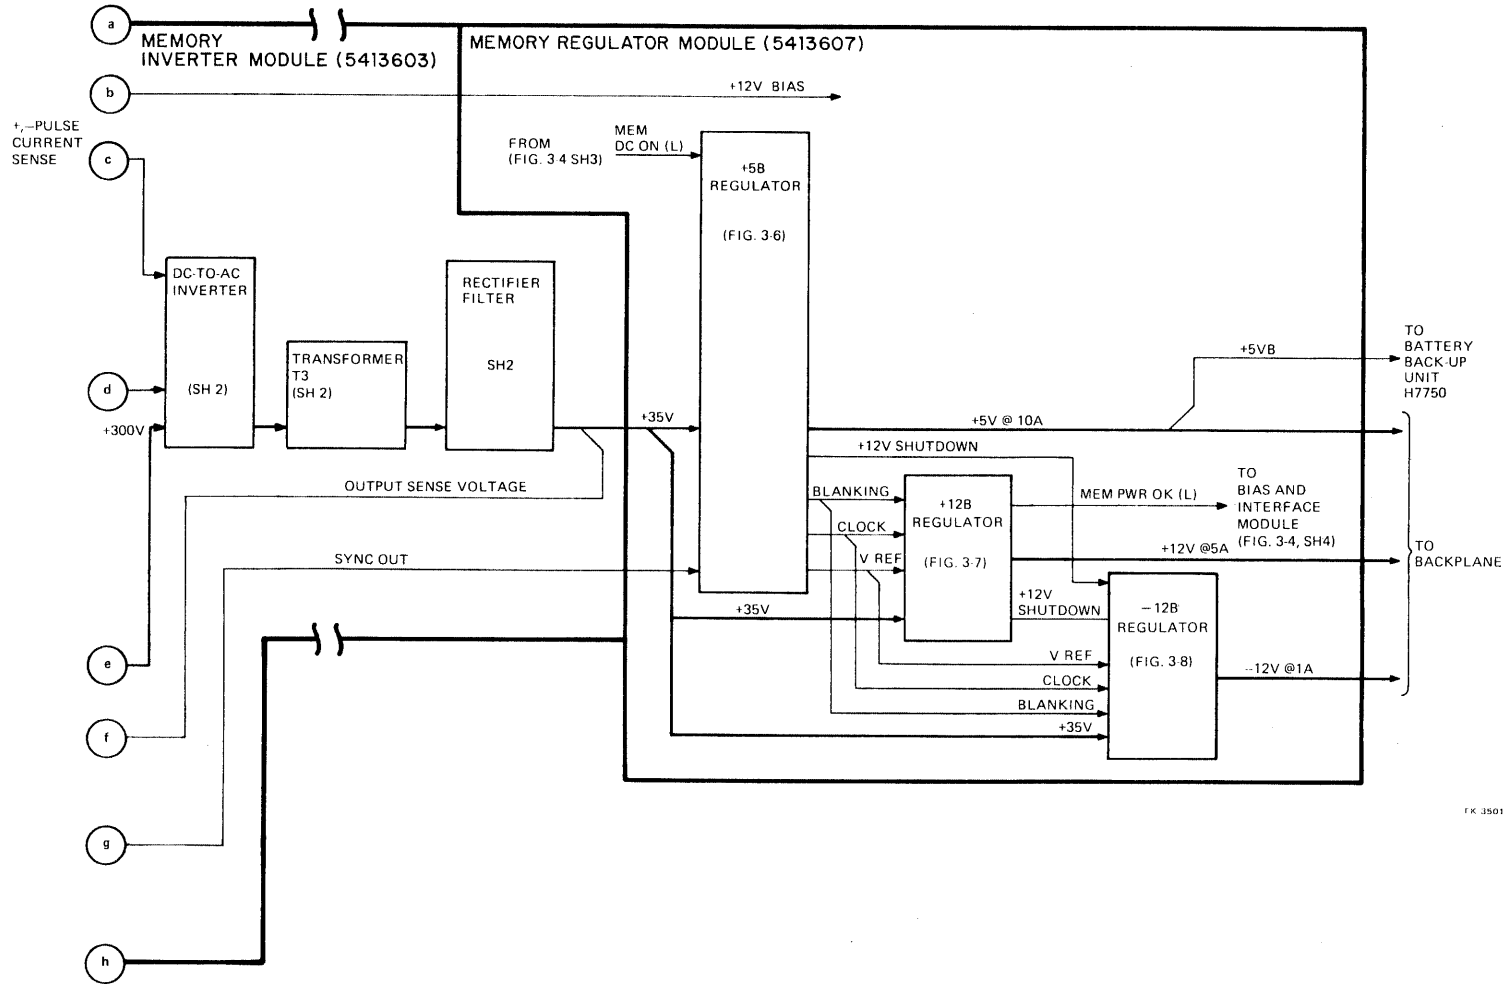 a
MEMORY
INVERTER MODULE (5413603)
MEMORY REGULATOR MODULE (5413607)
b
+12V BIAS
+,–PULSE
CURRENT
SENSE
c
FROM
(FIG. 3-4 SH3)
MEM
DC ON (L)
+5B
REGULATOR
(FIG. 3-6)
DC-TO-AC
INVERTER
(SH 2)
TRANSFORMER
T3
(SH 2)
RECTIFIER
FILTER
SH2
d
+300V
+35V
+5VB
TO
BATTERY
BACK-UP
UNIT
H7750
+5V @ 10A
+12V SHUTDOWN
OUTPUT SENSE VOLTAGE
BLANKING
CLOCK
V REF
+12B
REGULATOR
(FIG. 3-7)
MEM PWR OK (L)
TO
BIAS AND
INTERFACE
MODULE
(FIG. 3-4, SH4)
+12V @5A
TO
BACKPLANE
SYNC OUT
+35V
+12V
SHUTDOWN
–12B
REGULATOR
(FIG. 3-8)
V REF
CLOCK
BLANKING
+35V
--12V @1A
e
f
g
h
TK 3501